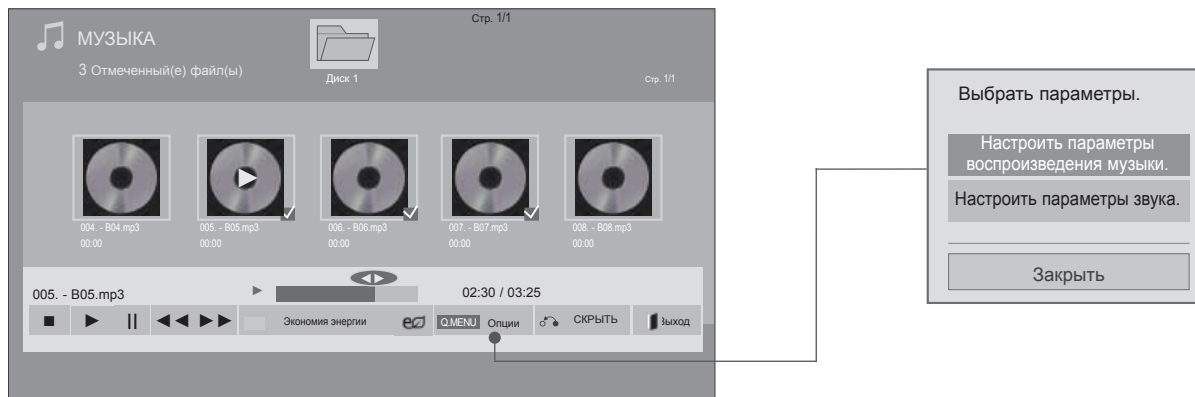 Стр. 1/1
МУЗЫКА
3 Отмеченный(е) файл(ы)
Диск 1
Стр. 1/1
004. - B04.mp3
00:00
005. - B05.mp3
00:00
006. - B06.mp3
00:00
007. - B07.mp3
00:00
008. - B08.mp3
00:00
005. - B05.mp3
02:30 / 03:25
Экономия энергии
Q.MENU Опции
СКРЫТЬ
Зыход
Выбрать параметры.
Настроить параметры
воспроизведения музыки.
Настроить параметры звука.
Закрыть